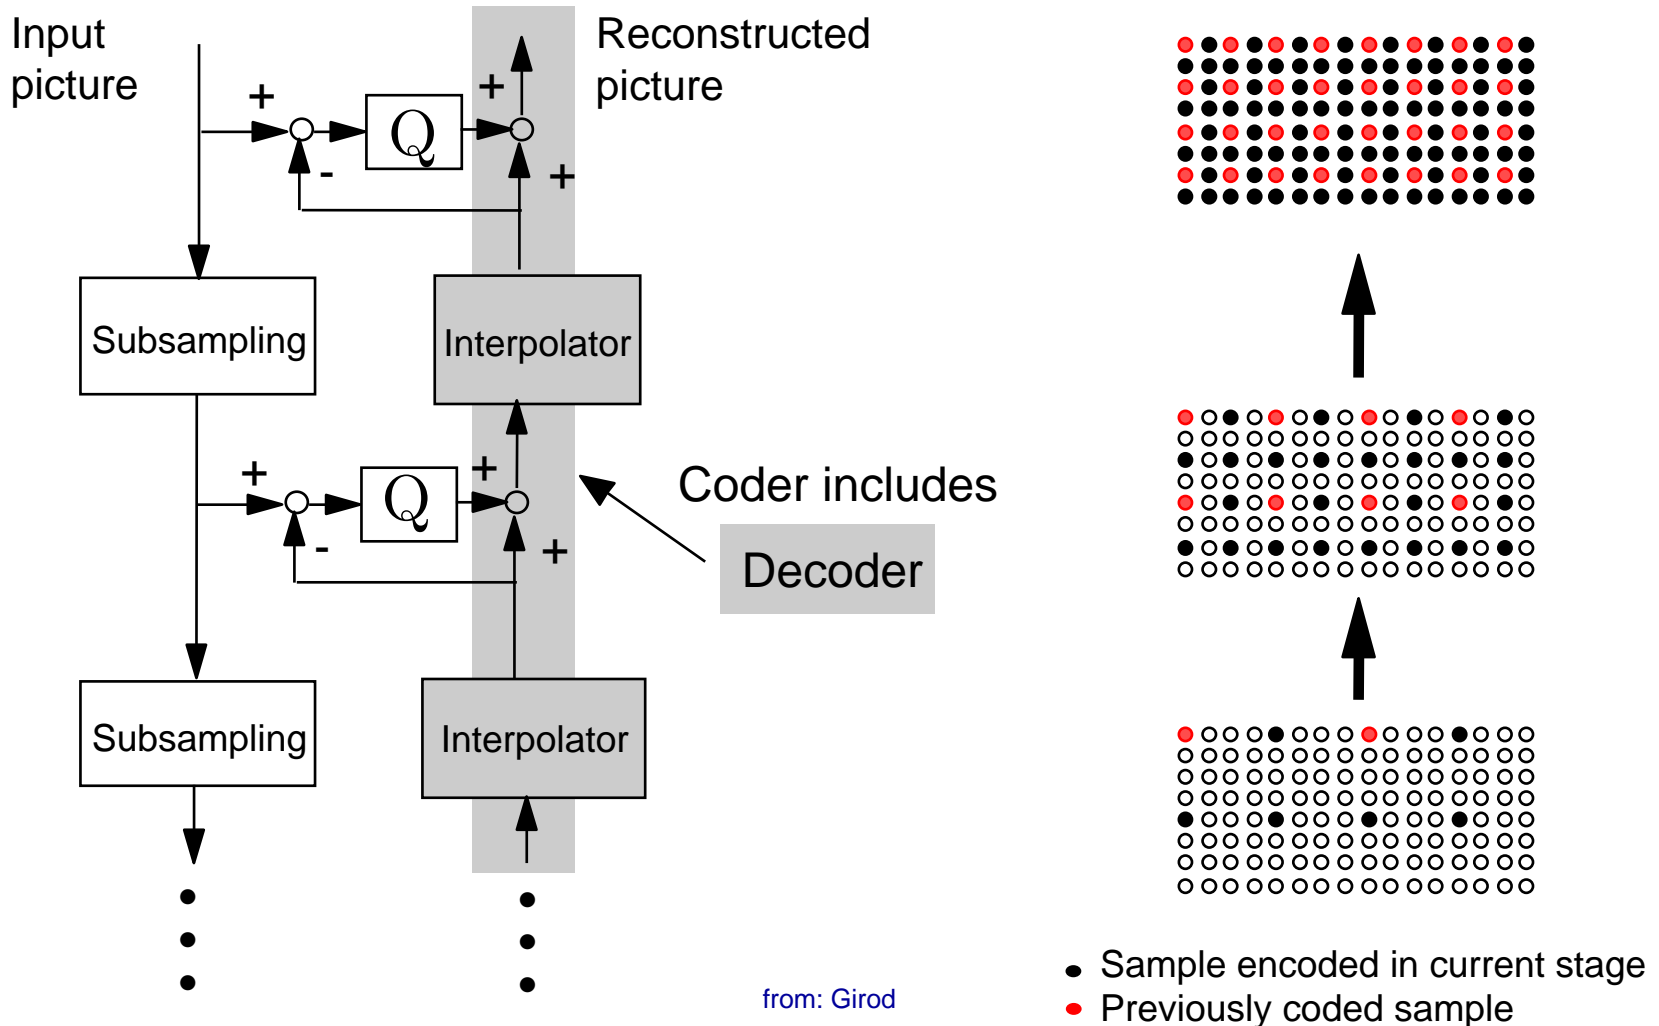 Input
picture
Reconstructed
picture
+
+
Q
-
+
Subsampling
Interpolator
+
+
Q
-
+
Coder includes
Decoder
Subsampling
Interpolator
from: Girod
Sample encoded in current stage
Previously coded sample